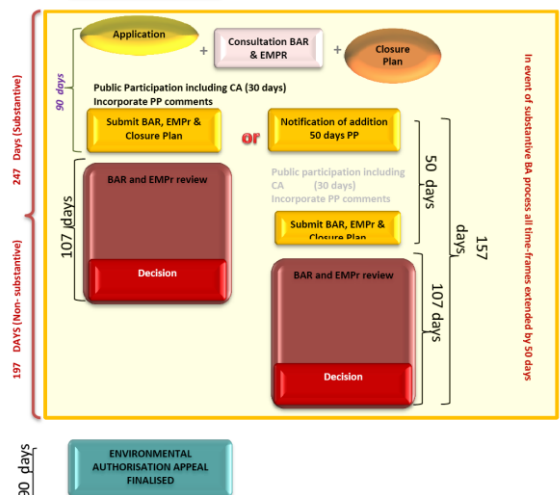 Application
+
Consultation BAR
& EMPR
+
Closure
Plan
90 days
Public Participation including CA (30 days)
Incorporate PP comments
Submit BAR, EMPr &
Closure Plan
or
Notification of addition
50 days PP
Public participation including
CA (30 days)
Incorporate PP comments
Submit BAR, EMPr &
Closure Plan
50 days
BAR and EMPr review
Decision
107 days
BAR and EMPr review
Decision
107 days
157
days
247 Days (Substantive)
197 DAYS (Non- substantive)
In event of substantive BA process all time-frames extended by 50 days
90 days
ENVIRONMENTAL
AUTHORISATION APPEAL
FINALISED